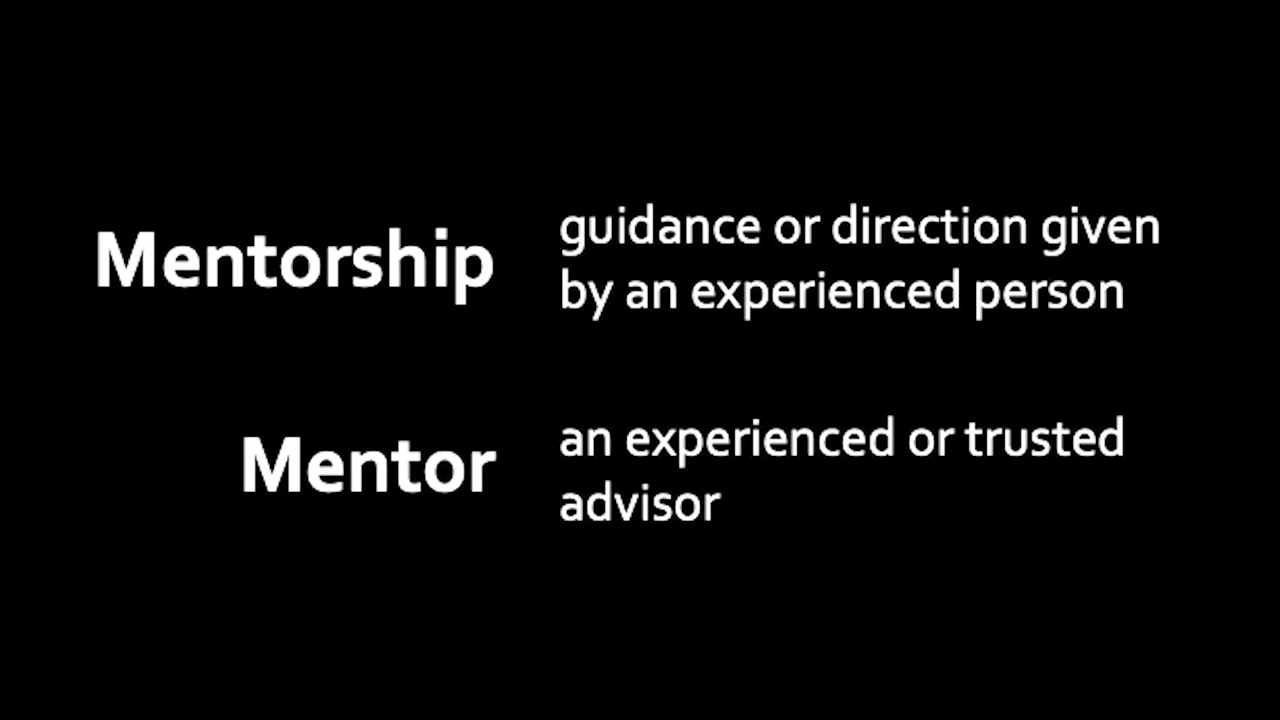 Mentorship
guidance or direction given
by an experienced person
Mentor
an experienced or trusted
advisor